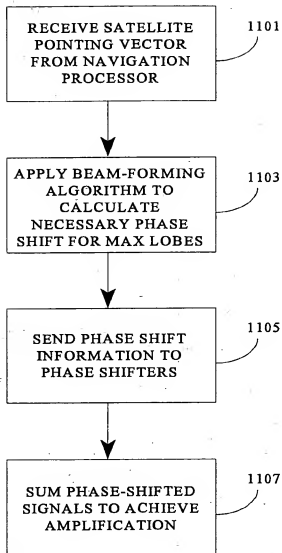 RECEIVE SATELLITE
POINTING VECTOR
FROM NAVIGATION
PROCESSOR
1101
APPLY BEAM-FORMING
ALGORITHM TO
CALCULATE
NECESSARY PHASE
SHIFT FOR MAX LOBES
1103
SEND PHASE SHIFT
INFORMATION TO
PHASE SHIFTERS
1105
SUM PHASE-SHIFTED
SIGNALS TO ACHIEVE
AMPLIFICATION
1107